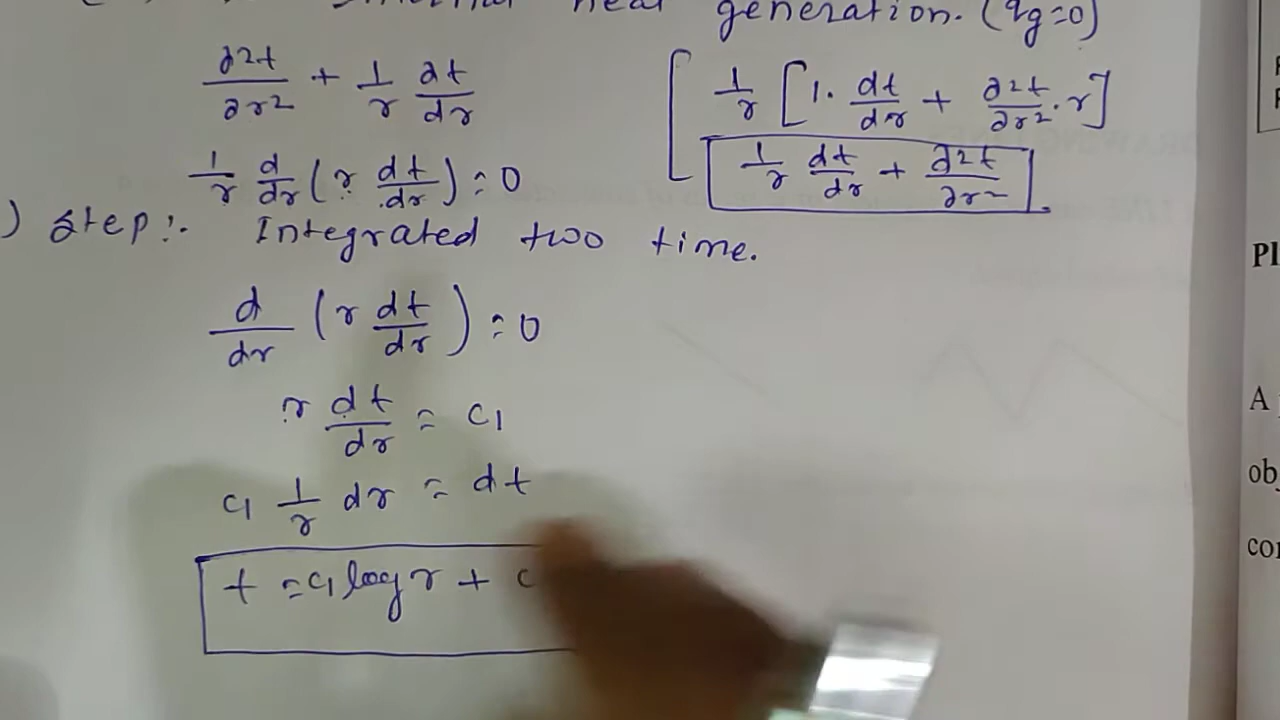 generation. (qg=0)
∂2t/∂r2 + 1/r ∂t/dr
[ 1/r [1. dt/dr + ∂2t/∂r2 . r]
1/r dt/dr + ∂2t/∂r2 .
1/r d/dr (r dt/dr) = 0
) Step:. Integrated two time.
d/dr (r dt/dr) = 0
r dt/dr = c1
c1 1/r dr = dt
t = c1 log r + c
Pl
A
ob
con